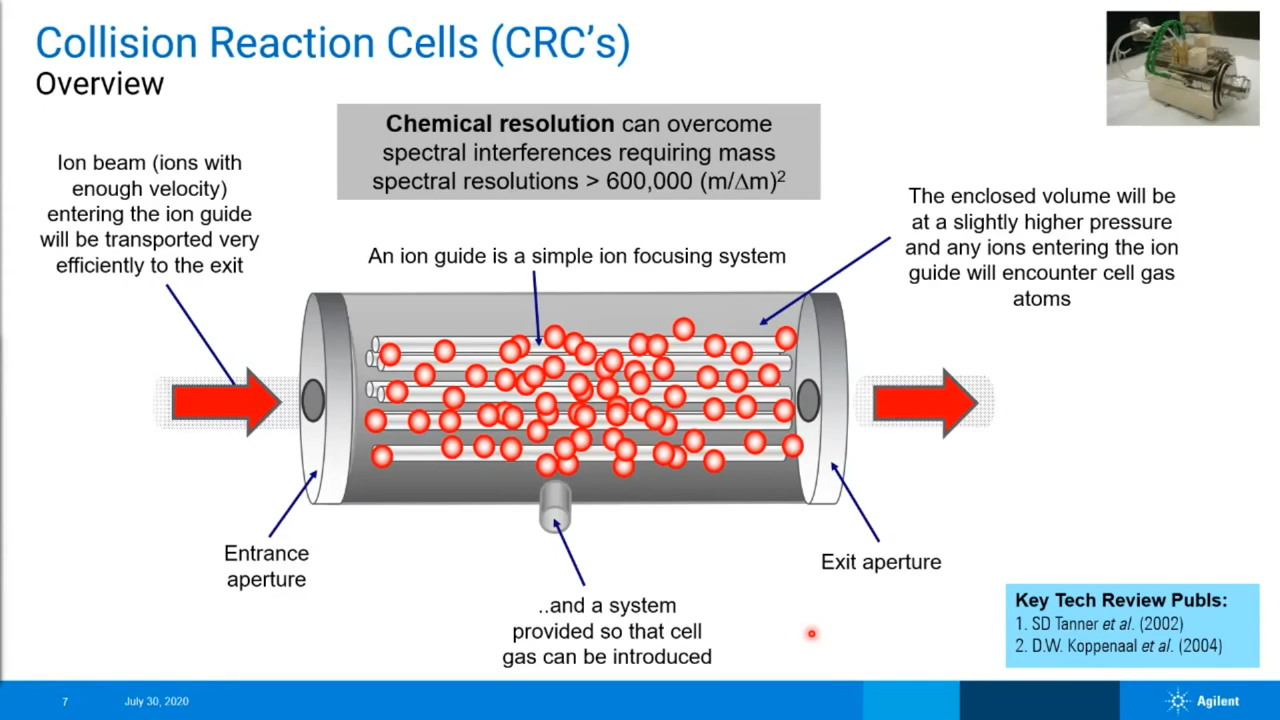 Collision Reaction Cells (CRC's)
Overview
Chemical resolution can overcome
spectral interferences requiring mass
spectral resolutions > 600,000 (m/Δm)²
Ion beam (ions with
enough velocity)
entering the ion guide
will be transported very
efficiently to the exit
An ion guide is a simple ion focusing system
The enclosed volume will be
at a slightly higher pressure
and any ions entering the ion
guide will encounter cell gas
atoms
Entrance
aperture
Exit aperture
..and a system
provided so that cell
gas can be introduced
Key Tech Review Publs:
1. SD Tanner et al. (2002)
2. D.W. Koppenaal et al. (2004)
7
July 30, 2020
Agilent